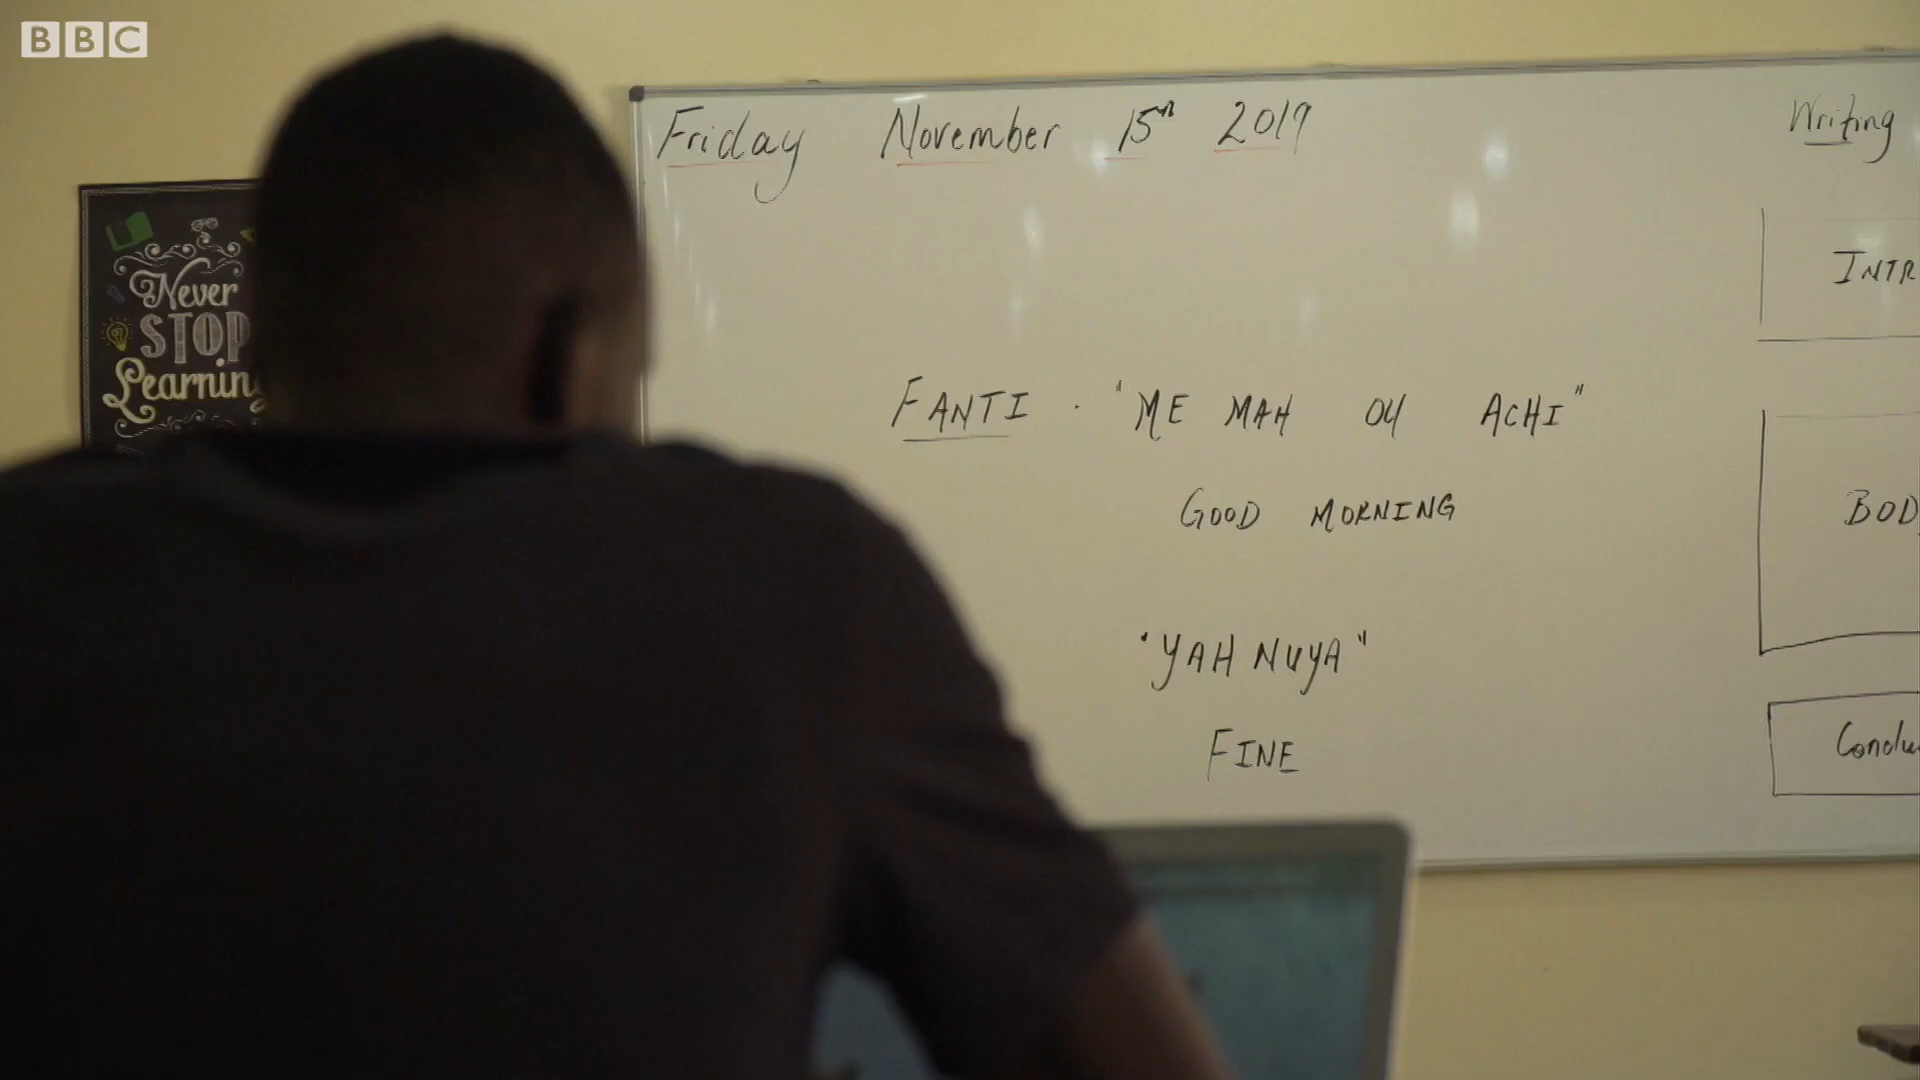 BBC
Friday November 15th 2019
Writing
Never
STOP
Learning
FANTI · "ME MAH OU ACHI"
GOOD MORNING
"YAH NUYA"
FINE
INTR
BOD
Conclu